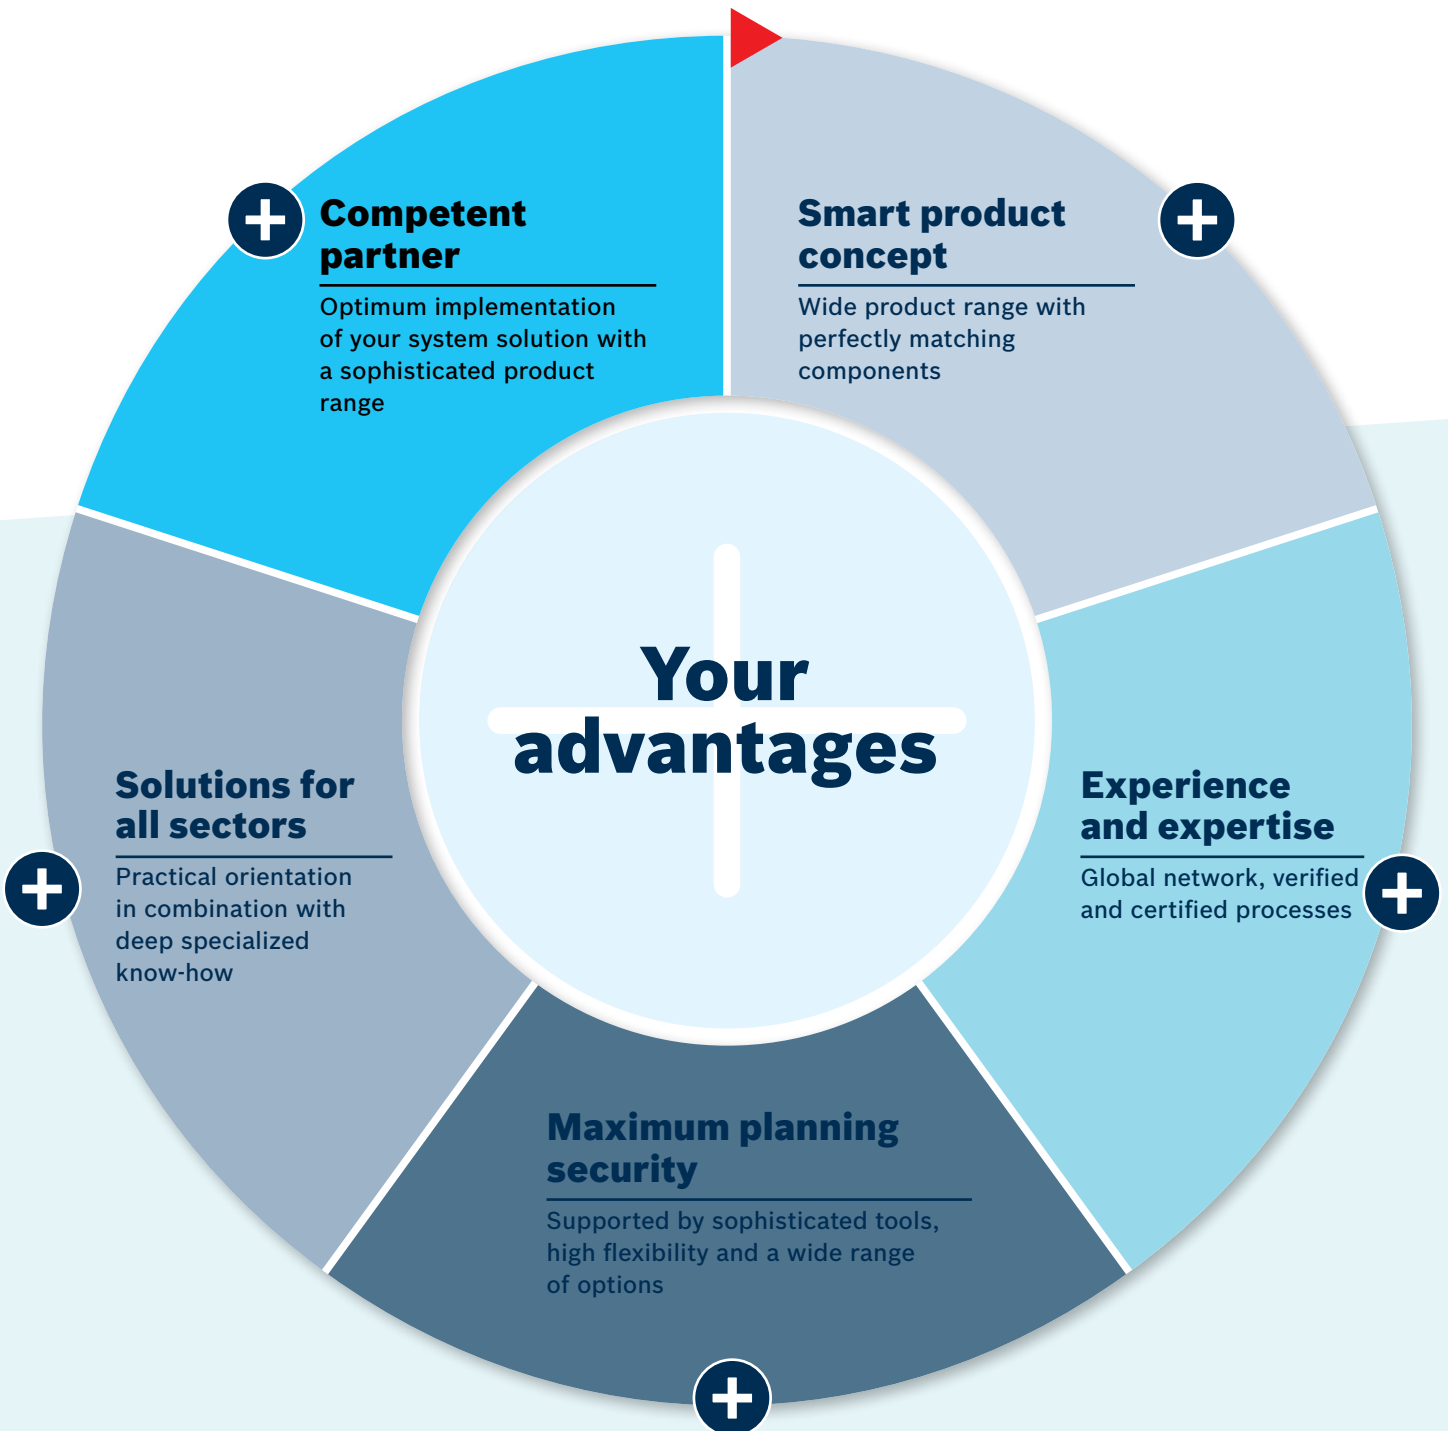 Competent
partner
Optimum implementation
of your system solution with
a sophisticated product
range
Smart product
concept
Wide product range with
perfectly matching
components
Your
advantages
Solutions for
all sectors
Practical orientation
in combination with
deep specialized
know-how
Experience
and expertise
Global network, verified
and certified processes
Maximum planning
security
Supported by sophisticated tools,
high flexibility and a wide range
of options